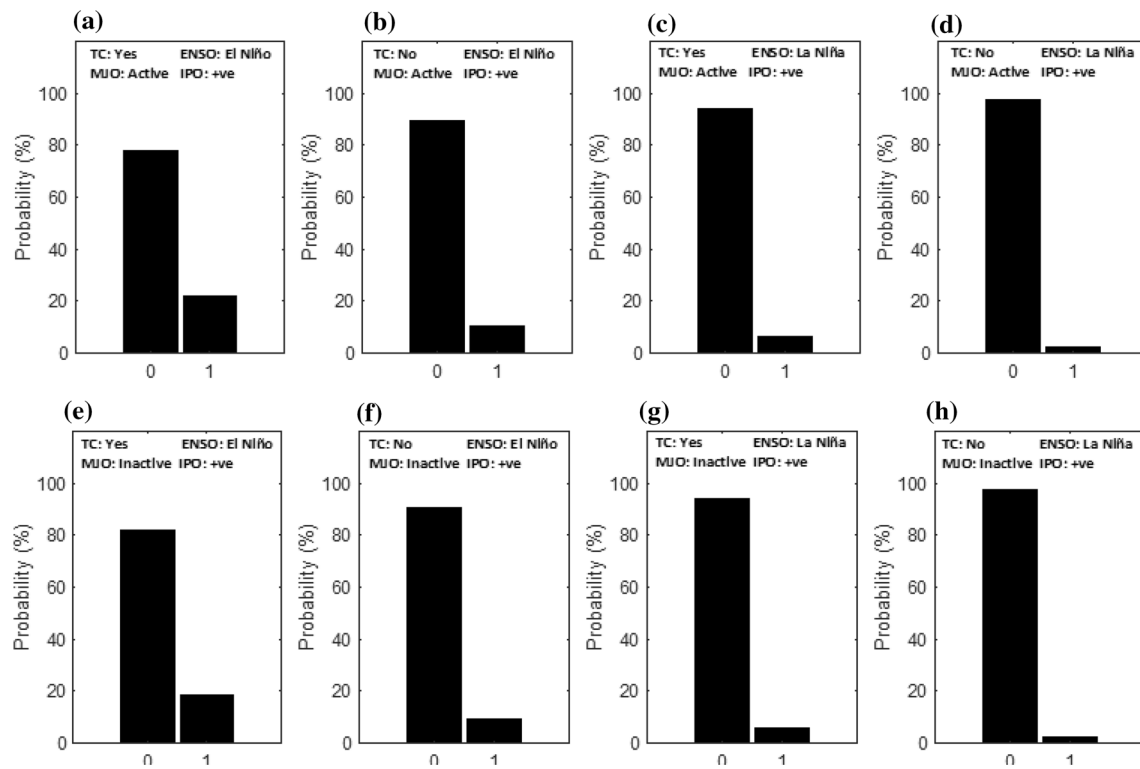 (a)
TC: Yes ENSO: El Niño
MJO: Active IPO: +ve
Probability (%)
100
80
60
40
20
0
0 1
(b)
TC: No ENSO: El Niño
MJO: Active IPO: +ve
Probability (%)
100
80
60
40
20
0
0 1
(c)
TC: Yes ENSO: La Niña
MJO: Active IPO: +ve
Probability (%)
100
80
60
40
20
0
0 1
(d)
TC: No ENSO: La Niña
MJO: Active IPO: +ve
Probability (%)
100
80
60
40
20
0
0 1
(e)
TC: Yes ENSO: El Niño
MJO: Inactive IPO: +ve
Probability (%)
100
80
60
40
20
0
0 1
(f)
TC: No ENSO: El Niño
MJO: Inactive IPO: +ve
Probability (%)
100
80
60
40
20
0
0 1
(g)
TC: Yes ENSO: La Niña
MJO: Inactive IPO: +ve
Probability (%)
100
80
60
40
20
0
0 1
(h)
TC: No ENSO: La Niña
MJO: Inactive IPO: +ve
Probability (%)
100
80
60
40
20
0
0 1